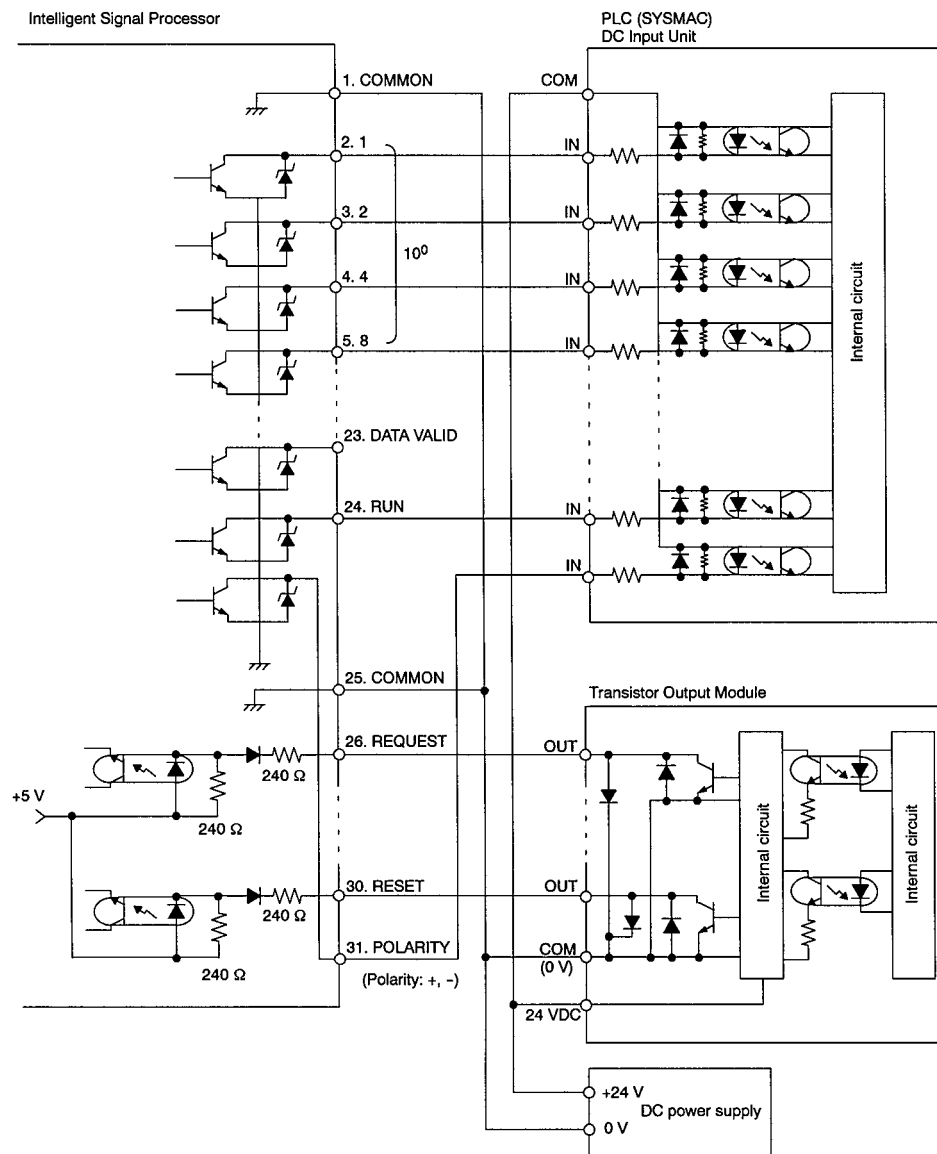 Intelligent Signal Processor
PLC (SYSMAC)
DC Input Unit
1. COMMON
COM
2. 1
IN
3. 2
IN
10⁰
4. 4
IN
5. 8
IN
Internal circuit
23. DATA VALID
24. RUN
IN
IN
25. COMMON
Transistor Output Module
26. REQUEST
OUT
240 Ω
+5 V
240 Ω
Internal circuit
Internal circuit
30. RESET
OUT
240 Ω
31. POLARITY
COM
(0 V)
240 Ω
(Polarity: +, –)
24 VDC
+24 V
DC power supply
0 V